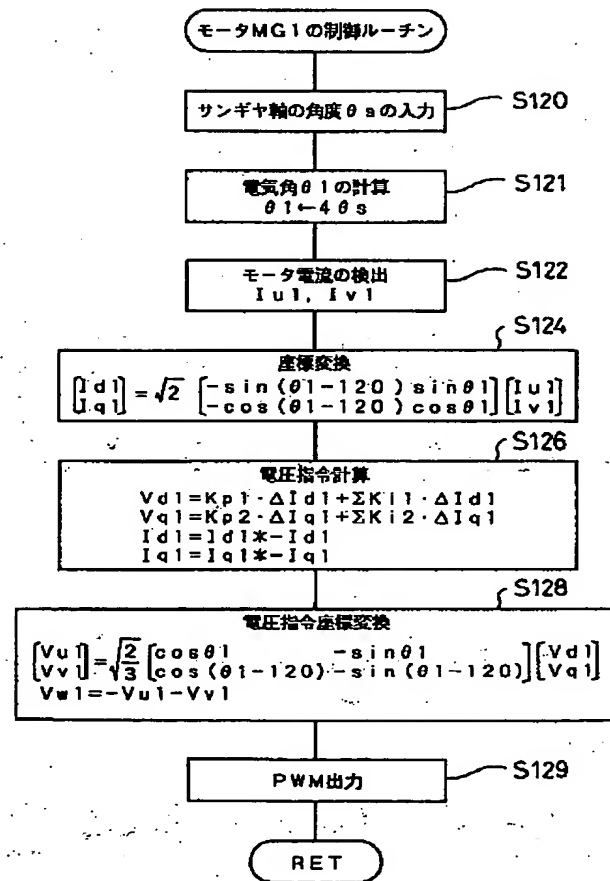 モータMG1の制御ルーチン
サンギヤ軸の角度θsの入力
S120
電気角θ1の計算
θ1←4θs
S121
モータ電流の検出
Iu1, Iv1
S122
S124
座標変換
[Id1] = √2 [-sin(θ1-120) sinθ1] [Iu1]
[Iq1] [-cos(θ1-120) cosθ1] [Iv1]
S126
電圧指令計算
Vd1=Kp1・ΔId1+ΣKi1・ΔId1
Vq1=Kp2・ΔIq1+ΣKi2・ΔIq1
Id1=Id1*-Id1
Iq1=Iq1*-Iq1
S128
電圧指令座標変換
[Vu1] = √2/3 [cosθ1 -sinθ1] [Vd1]
[Vv1] [cos(θ1-120) -sin(θ1-120)] [Vq1]
Vw1=-Vu1-Vv1
PWM出力
S129
RET